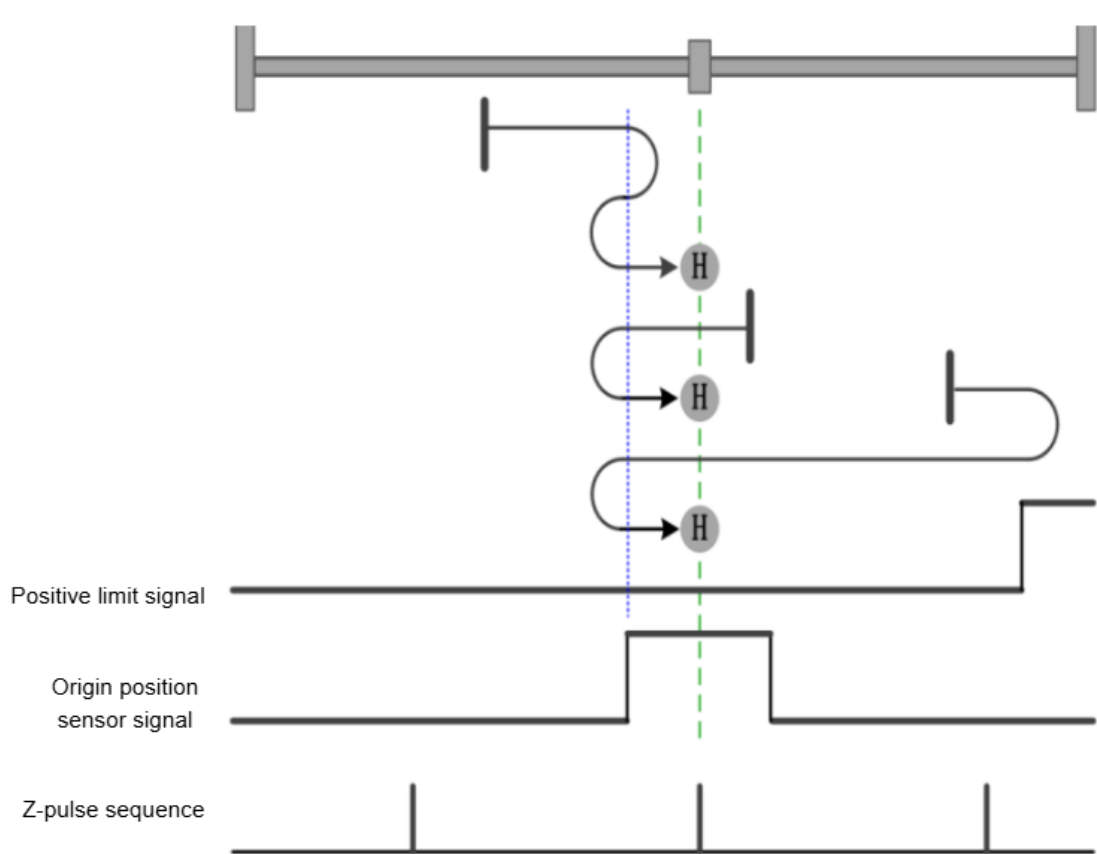 H
H
H
Positive limit signal
Origin position
sensor signal
Z-pulse sequence